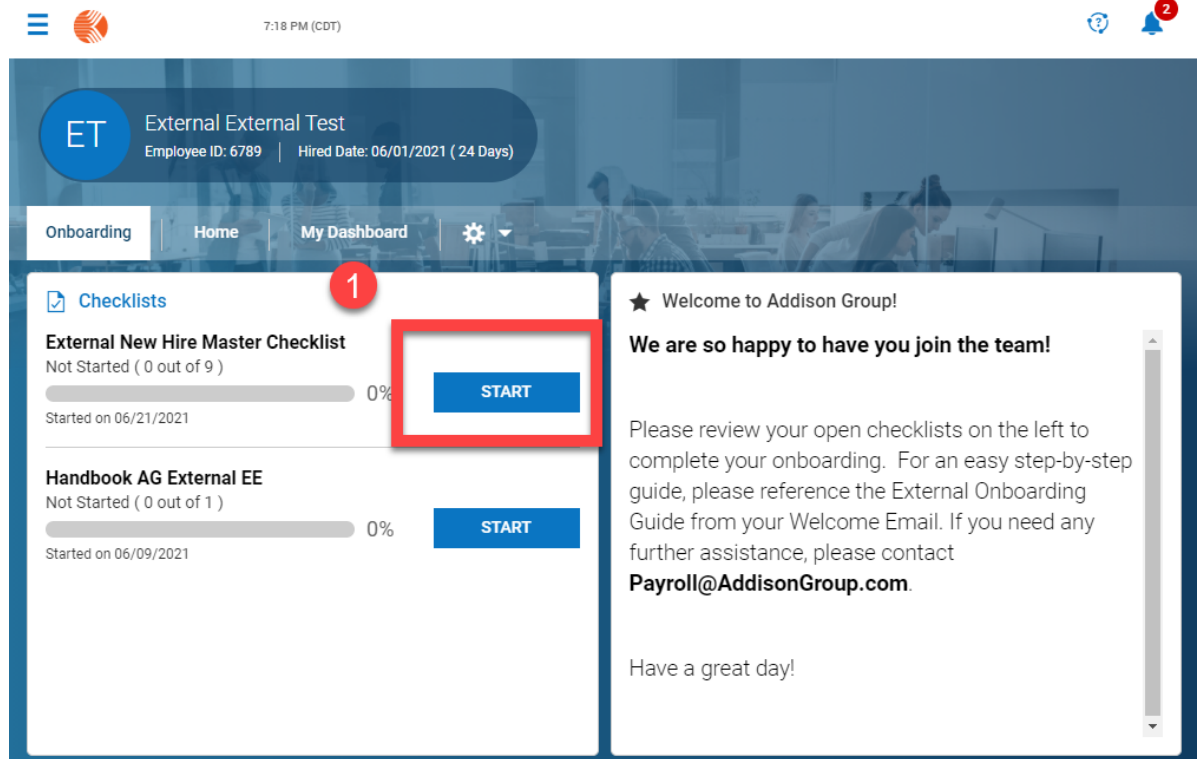 7:18 PM (CDT)
2
ET
External External Test
Employee ID: 6789 | Hired Date: 06/01/2021 ( 24 Days)
Onboarding
Home
My Dashboard
1
Checklists
External New Hire Master Checklist
Not Started ( 0 out of 9 )
0%
START
Started on 06/21/2021
Handbook AG External EE
Not Started ( 0 out of 1 )
0%
START
Started on 06/09/2021
Welcome to Addison Group!
We are so happy to have you join the team!
Please review your open checklists on the left to
complete your onboarding. For an easy step-by-step
guide, please reference the External Onboarding
Guide from your Welcome Email. If you need any
further assistance, please contact
Payroll@AddisonGroup.com.
Have a great day!